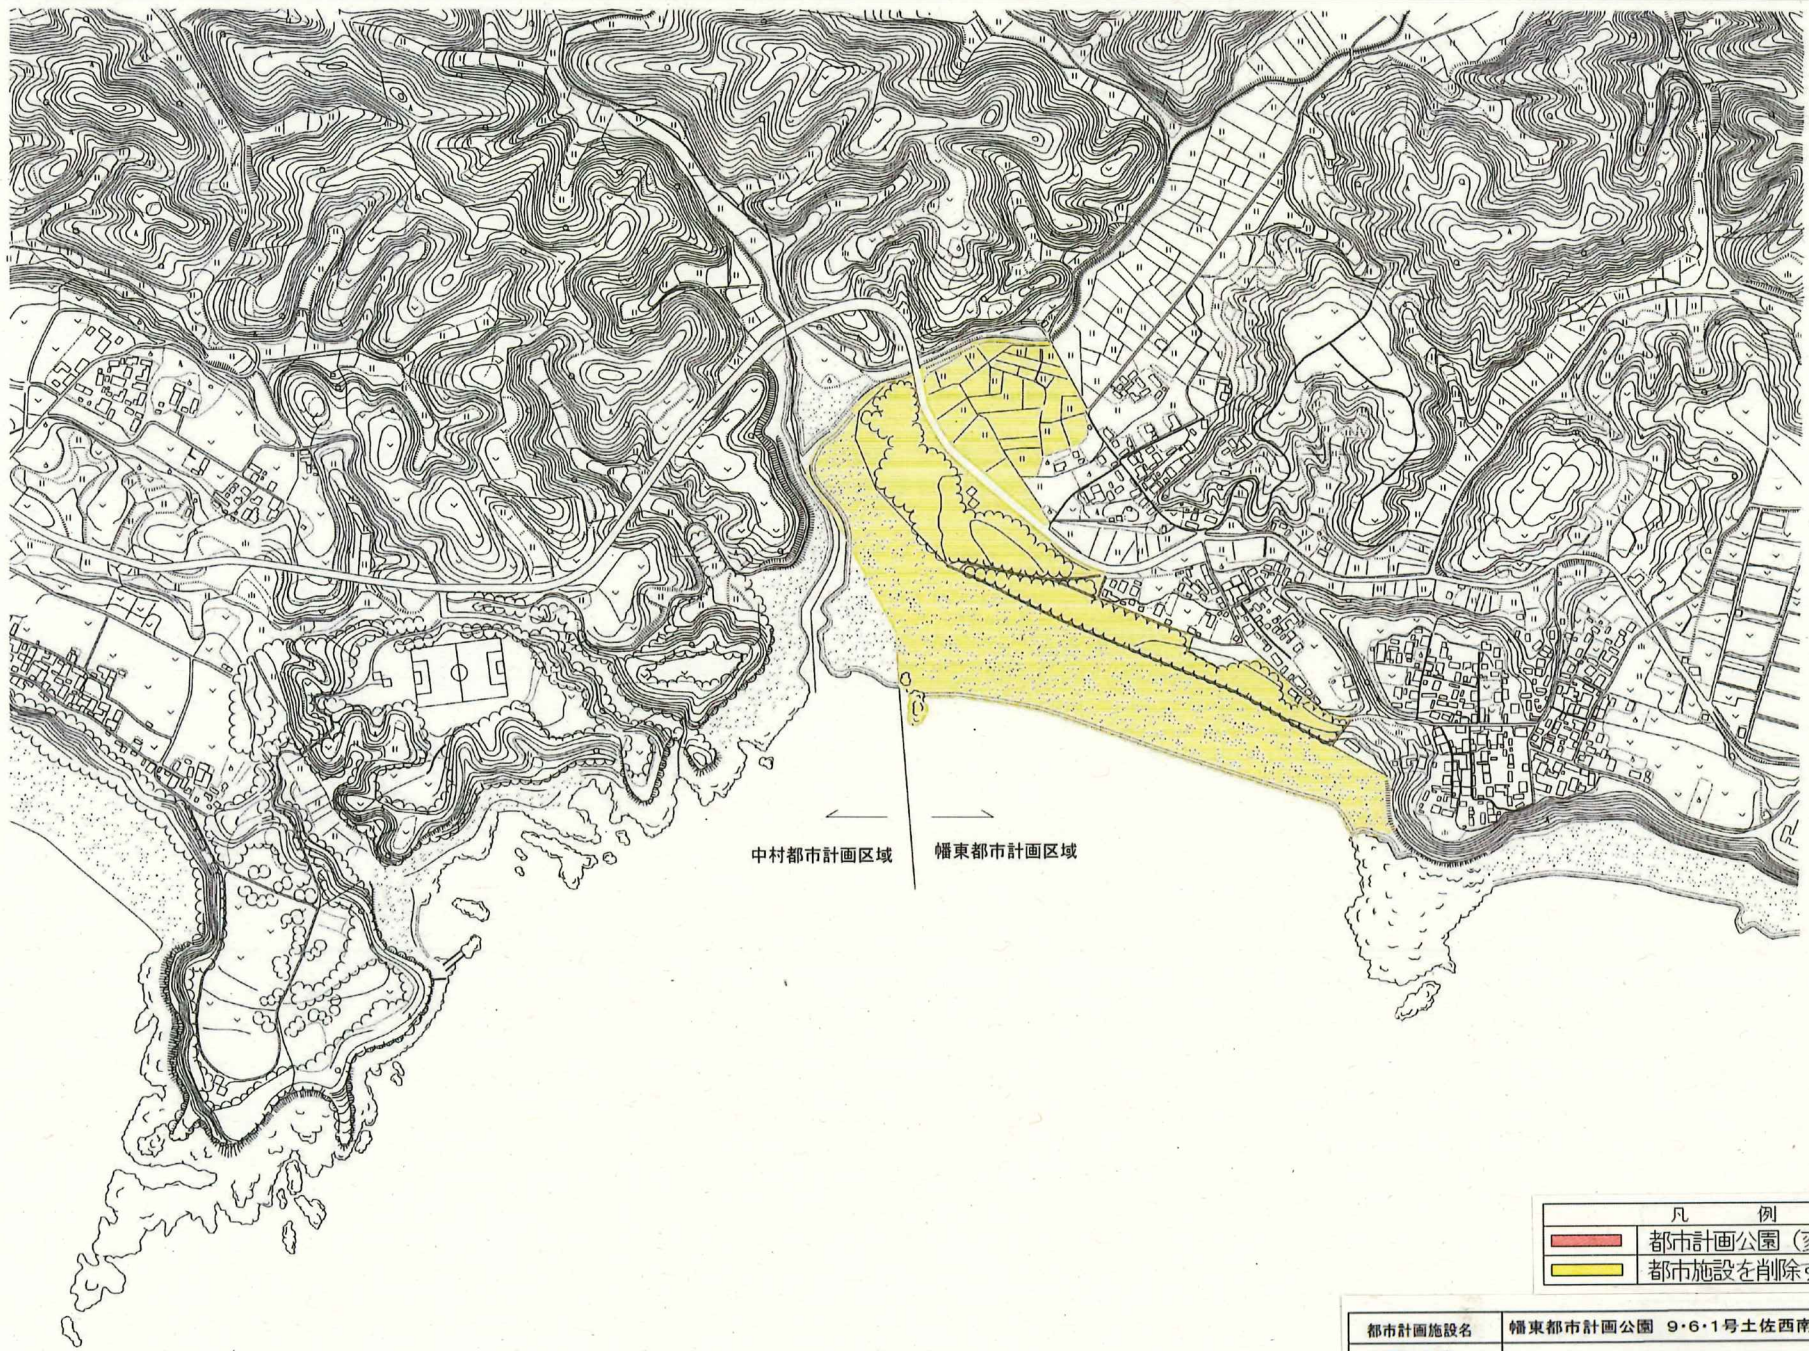 中村都市計画区域
幡東都市計画区域
凡 例
都市計画公園（
都市施設を削除
都市計画施設名 幡東都市計画公園 9・6・1号土佐西南